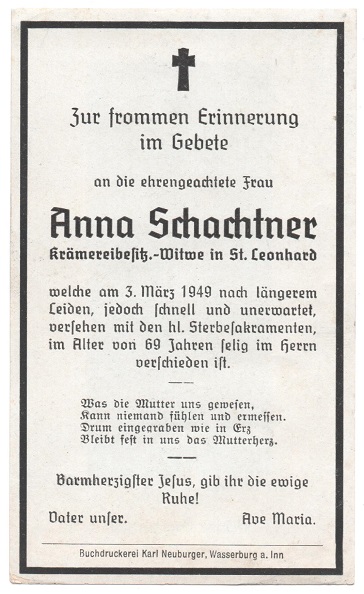 Zur frommen Erinnerung
im Gebete
an die ehrengeachtete Frau
Anna Schachtner
Krämereibesitz.-Witwe in St. Leonhard
welche am 3. März 1949 nach längerem
Leiden, jedoch schnell und unerwartet,
versehen mit den hl. Sterbesakramenten,
im Alter von 69 Jahren selig im Herrn
verschieden ist.
Was die Mutter uns gewesen,
Kann niemand fühlen und ermessen.
Drum eingegraben wie in Erz
Bleibt fest in uns das Mutterherz.
Barmherzigster Jesus, gib ihr die ewige
Ruhe!
Vater unser. Ave Maria.
Buchdruckerei Karl Neuburger, Wasserburg a. Inn